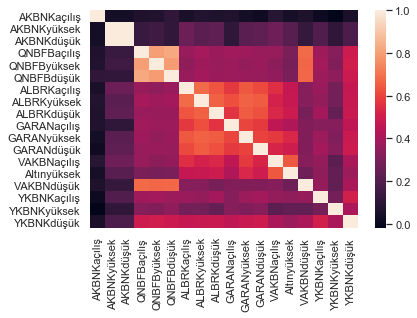 AKBNKaçılış
AKBNKyüksek
AKBNKdüşük
QNBFBaçılış
QNBFByüksek
QNBFBdüşük
ALBRKaçılış
ALBRKyüksek
ALBRKdüşük
GARANaçılış
GARANyüksek
GARANdüşük
VAKBNaçılış
Altınyüksek
VAKBNdüşük
YKBNKaçılış
YKBNKyüksek
YKBNKdüşük
AKBNKaçılış
AKBNKyüksek
AKBNKdüşük
QNBFBaçılış
QNBFByüksek
QNBFBdüşük
ALBRKaçılış
ALBRKyüksek
ALBRKdüşük
GARANaçılış
GARANyüksek
GARANdüşük
VAKBNaçılış
Altınyüksek
VAKBNdüşük
YKBNKaçılış
YKBNKyüksek
YKBNKdüşük
1.0
0.8
0.6
0.4
0.2
0.0